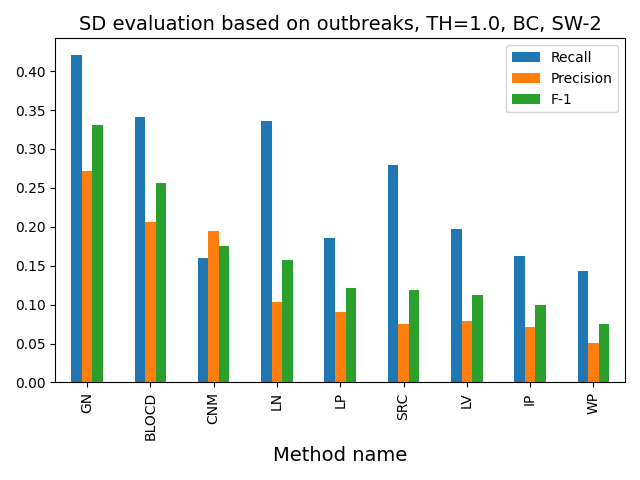 SD evaluation based on outbreaks, TH=1.0, BC, SW-2
Recall
Precision
F-1
0.40
0.35
0.30
0.25
0.20
0.15
0.10
0.05
0.00
GN
BLOCD
CNM
LN
LP
SRC
LV
IP
WP
Method name